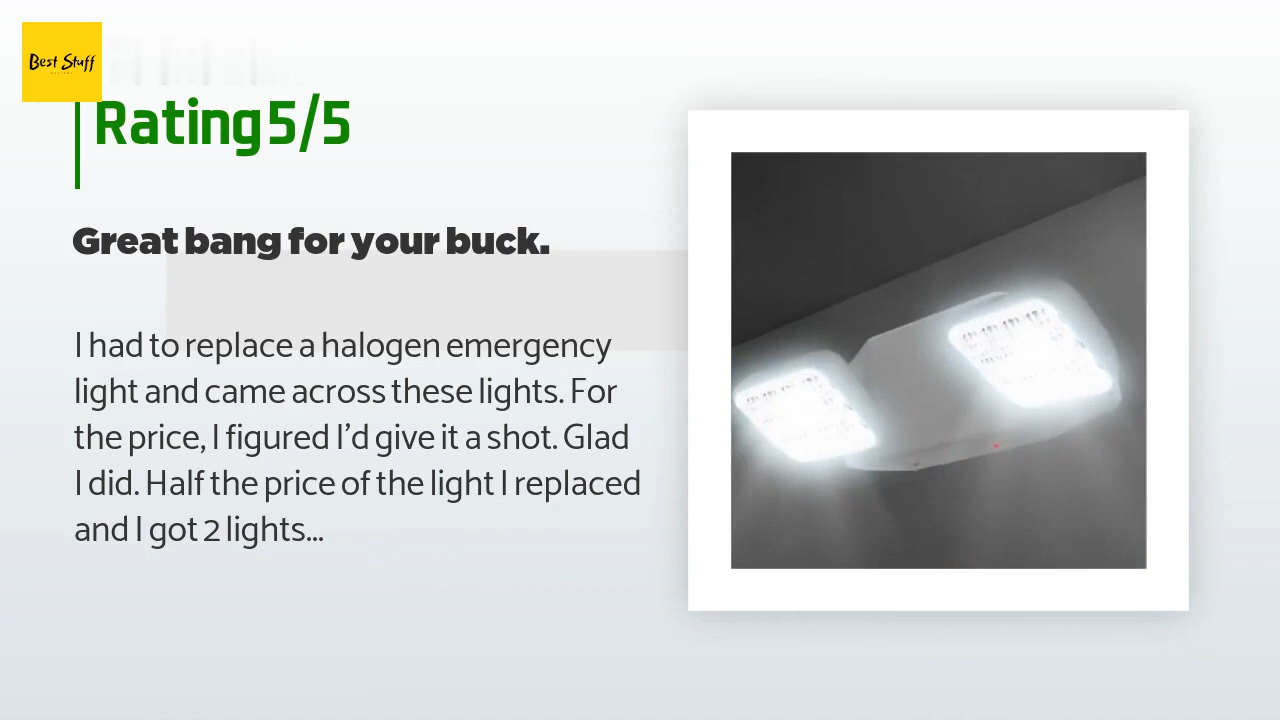 Best Stuff
Rating 5/5
Great bang for your buck.
I had to replace a halogen emergency
light and came across these lights. For
the price, I figured I'd give it a shot. Glad
I did. Half the price of the light I replaced
and I got 2 lights...